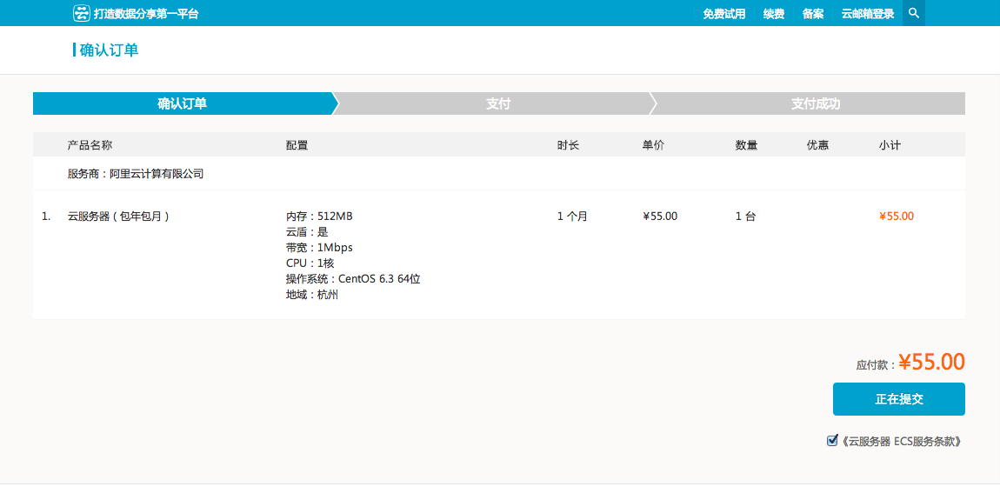 打造数据分享第一平台 免费试用 续费 备案 云邮箱登录
确认订单
确认订单 支付 支付成功
产品名称 配置 时长 单价 数量 优惠 小计
服务商：阿里云计算有限公司
1. 云服务器（包年包月） 内存：512MB 1 个月 ¥55.00 1 台 ¥55.00
云盾：是
带宽：1Mbps
CPU：1核
操作系统：CentOS 6.3 64位
地域：杭州
应付款：¥55.00
正在提交
《云服务器 ECS服务条款》